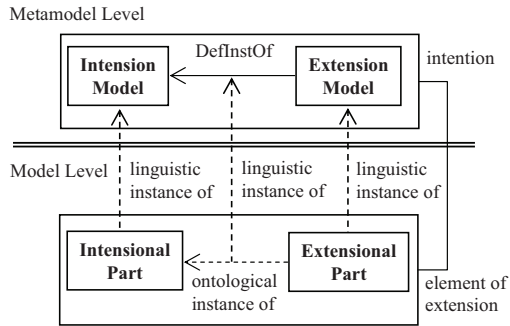 Metamodel Level
DefInstOf
Intension
Model
Extension
Model
intention
Model Level
linguistic
instance of
linguistic
instance of
linguistic
instance of
Intensional
Part
Extensional
Part
ontological
instance of
element of
extension